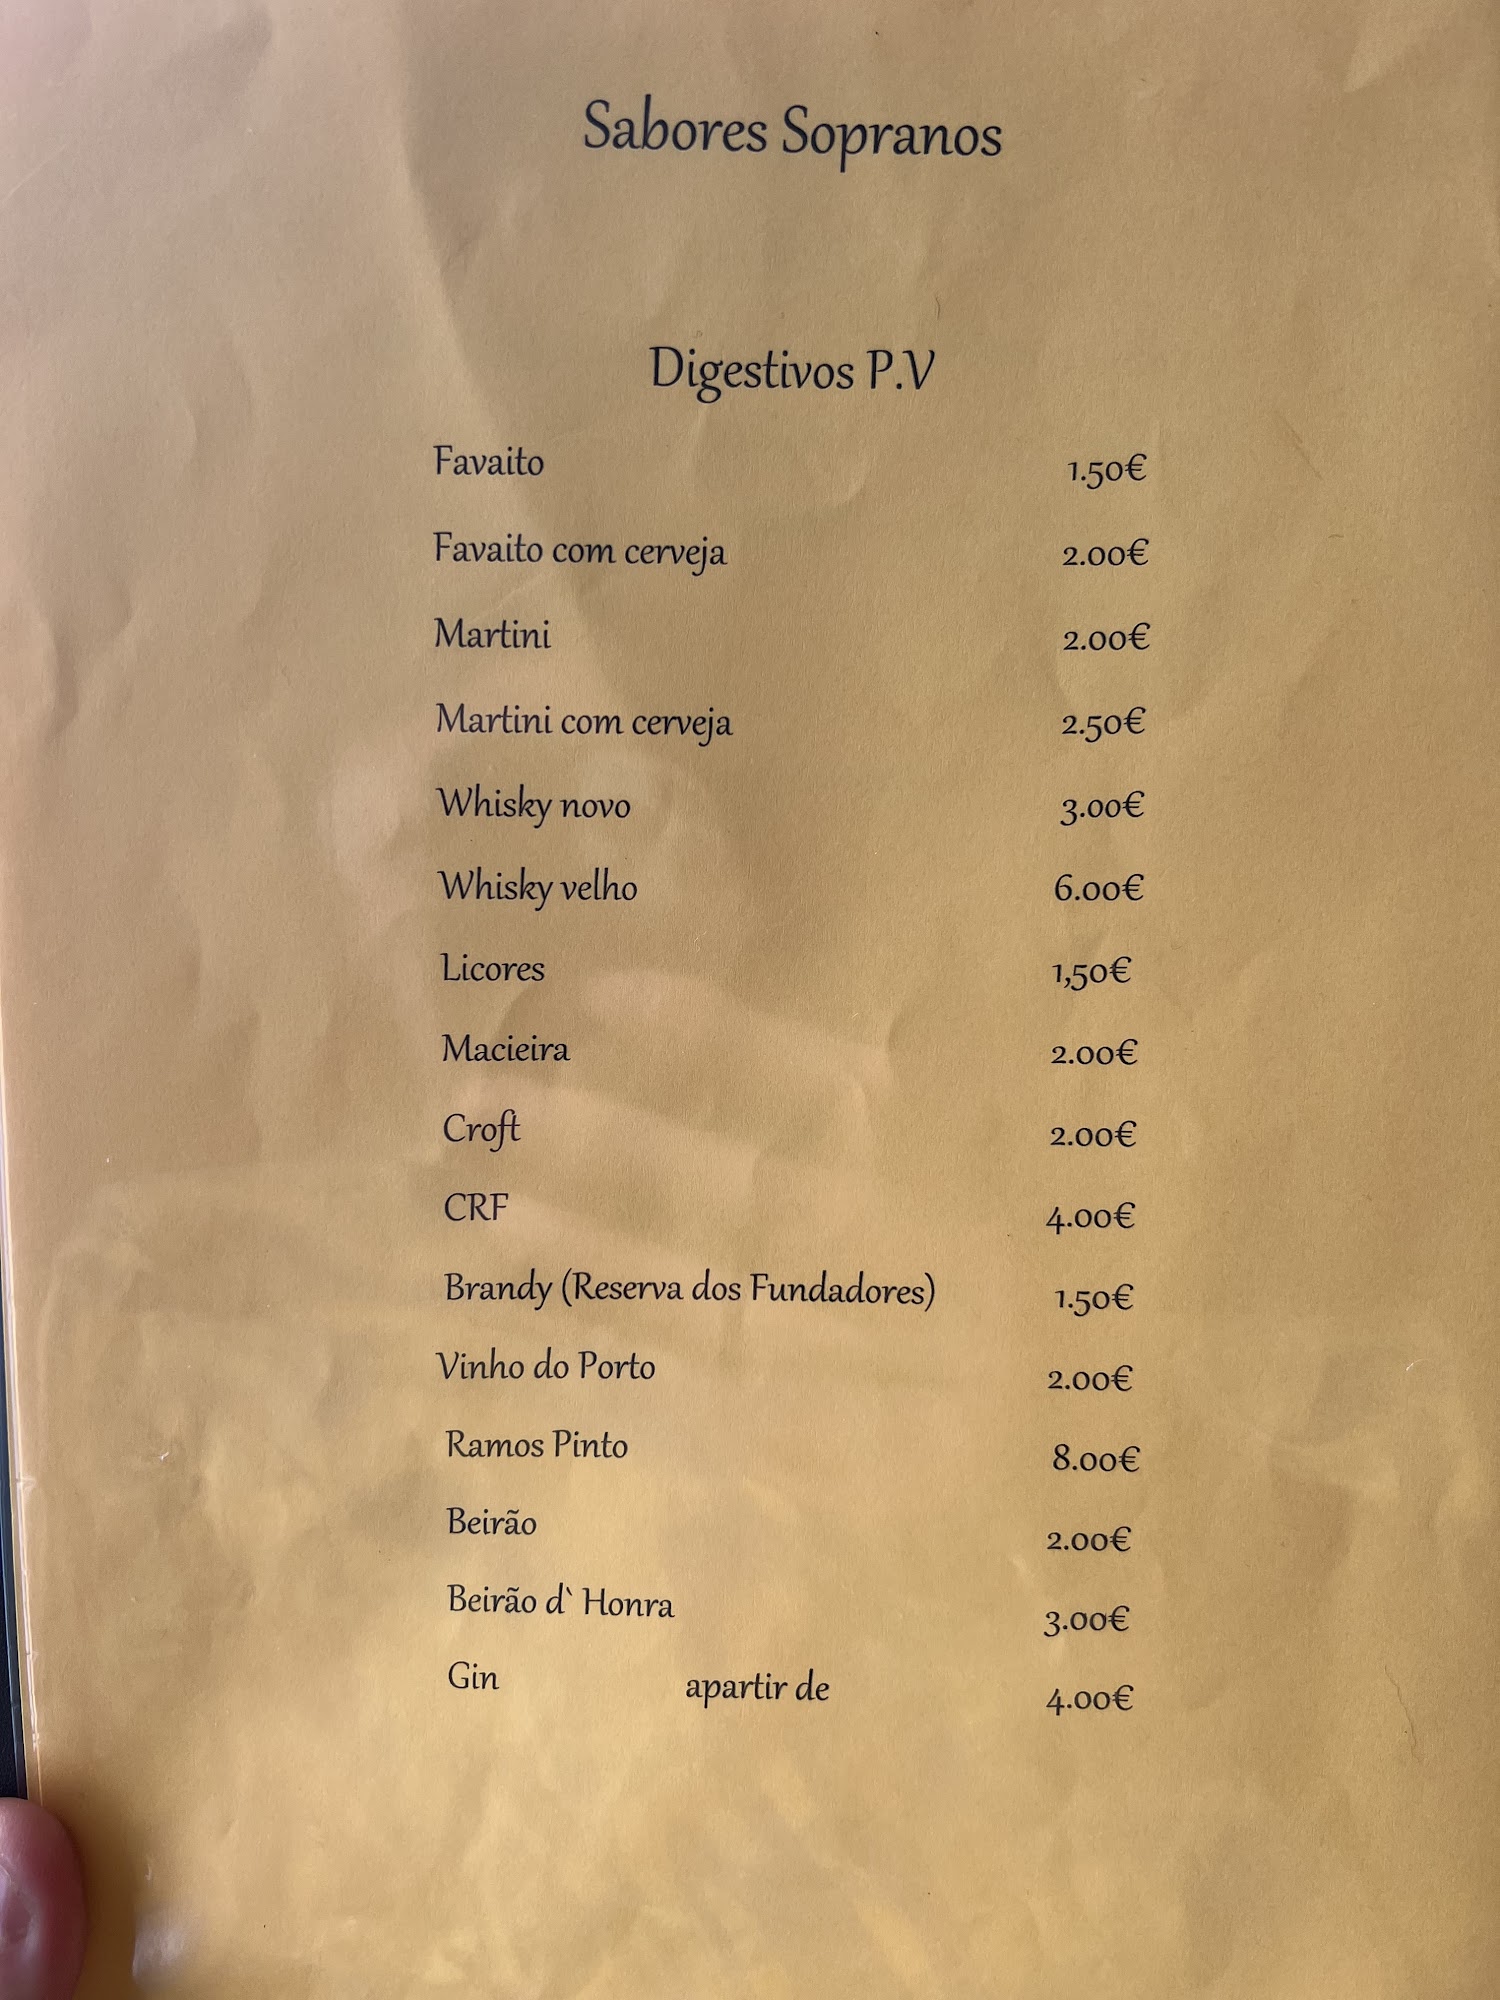 Sabores Sopranos
Digestivos P.V
Favaito 1.50€
Favaito com cerveja 2.00€
Martini 2.00€
Martini com cerveja 2.50€
Whisky novo 3.00€
Whisky velho 6.00€
Licores 1,50€
Macieira 2.00€
Croft 2.00€
CRF 4.00€
Brandy (Reserva dos Fundadores) 1.50€
Vinho do Porto 2.00€
Ramos Pinto 8.00€
Beirão 2.00€
Beirão d` Honra 3.00€
Gin apartir de 4.00€